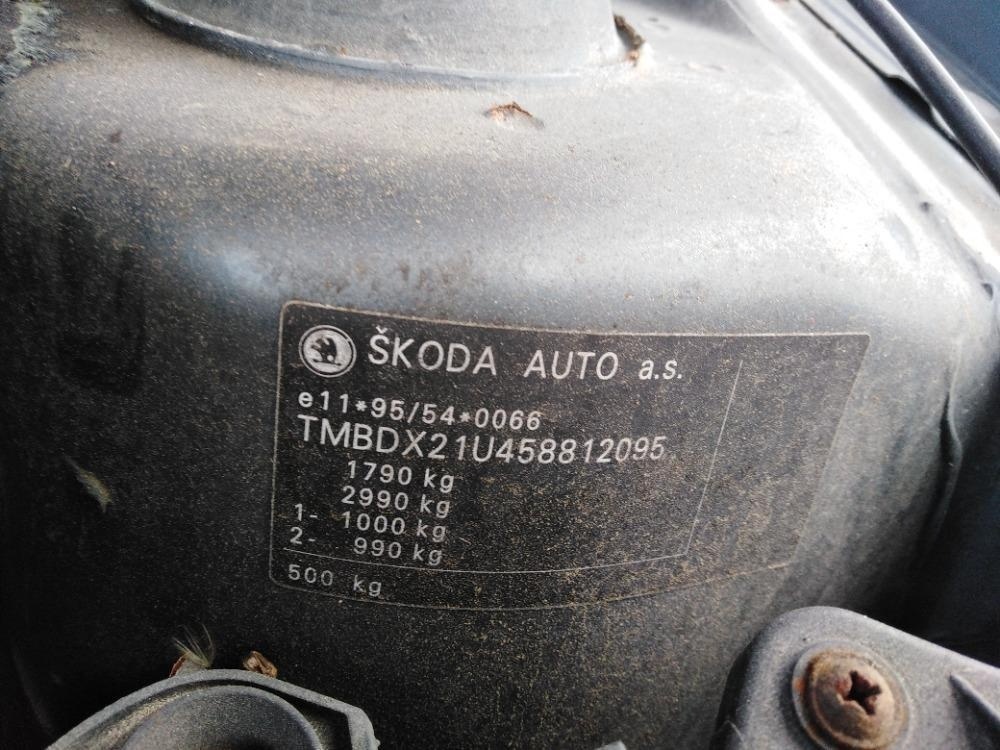 ŠKODA AUTO a.s.
e11*95/54*0066
TMBDX21U458812095
1790 kg
2990 kg
1- 1000 kg
2- 990 kg
500 kg